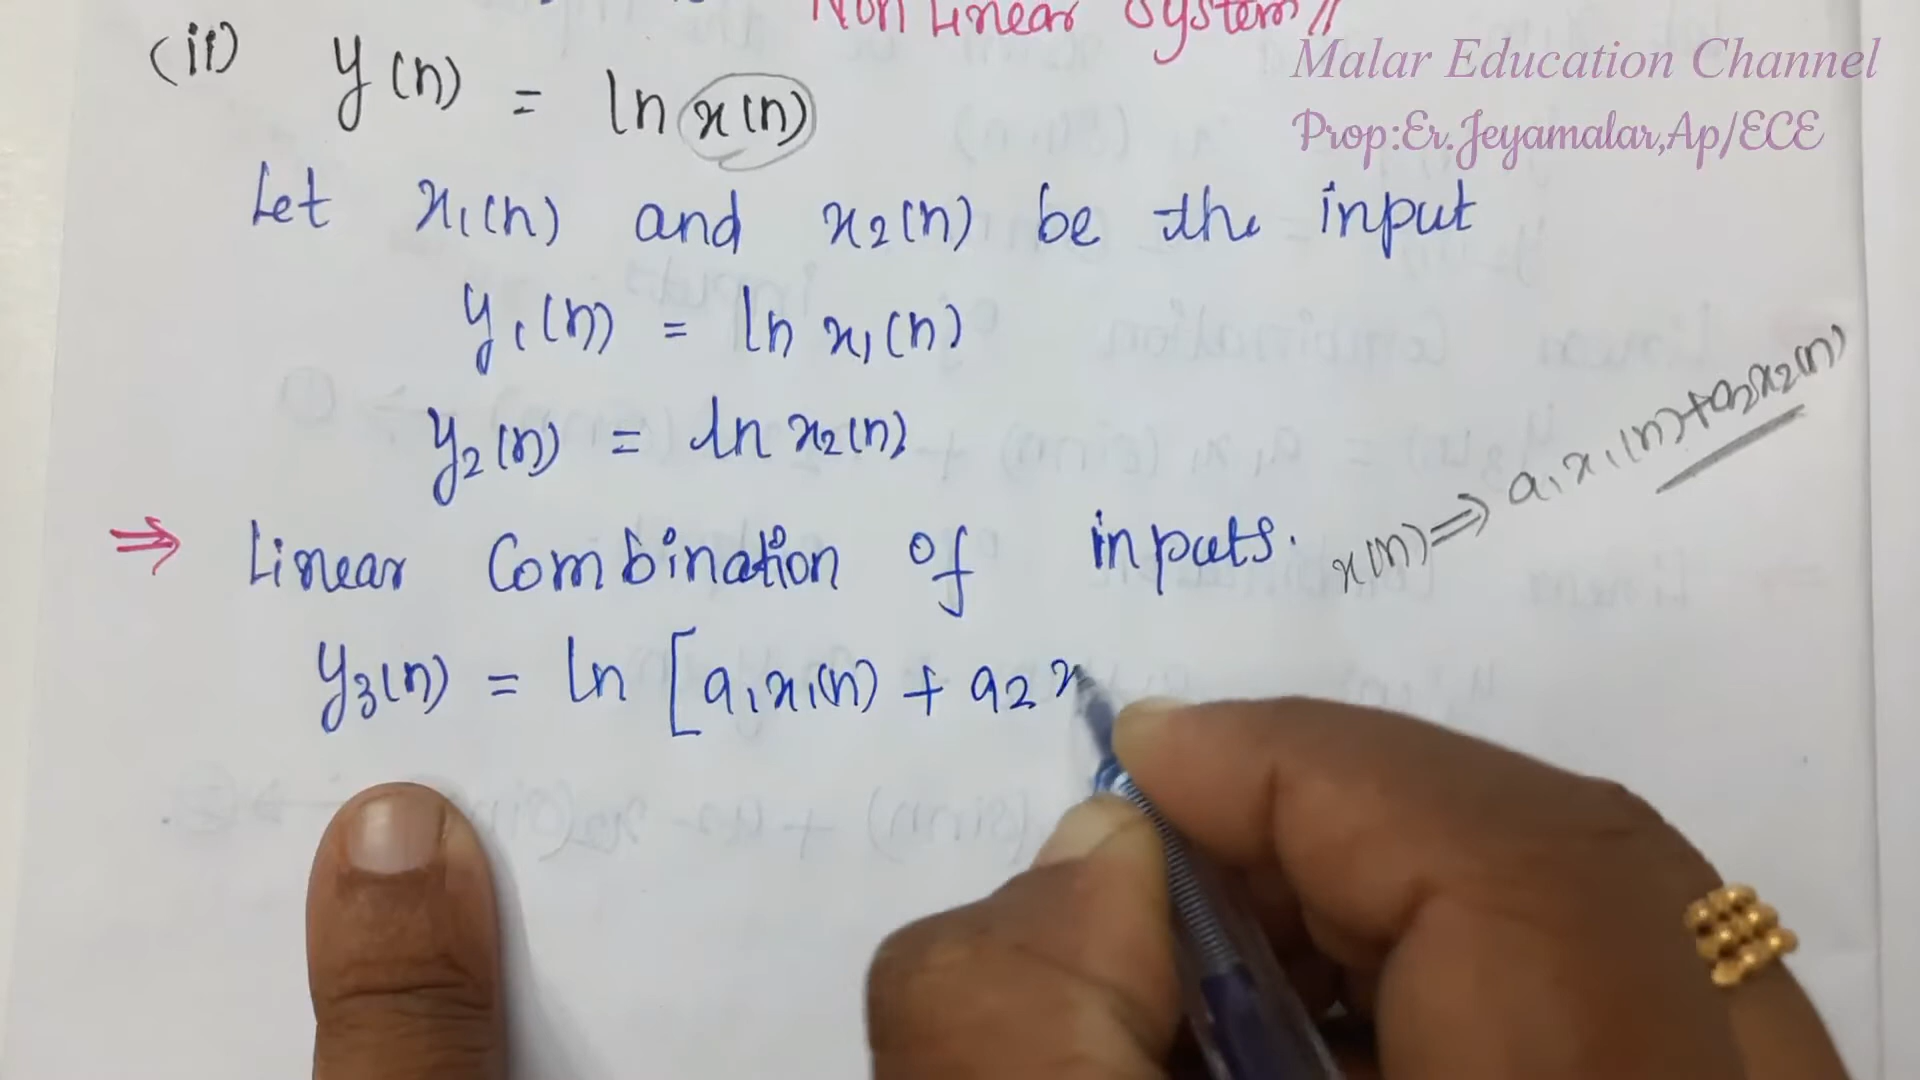 Non Linear System //
Malar Education Channel
Prop:Er.Jeyamalar,Ap/ECE
(ii) y(n) = ln x(n)
Let x1(n) and x2(n) be the input
y1(n) = ln x1(n)
y2(n) = ln x2(n)
x(n) ⇒ a1x1(n)+a2x2(n)
⇒ Linear Combination of inputs.
y3(n) = ln [a1x1(n) + a2 x